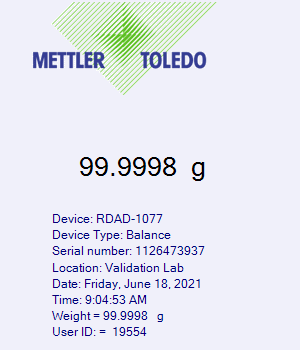 METTLER TOLEDO
99.9998 g
Device: RDAD-1077
Device Type: Balance
Serial number: 1126473937
Location: Validation Lab
Date: Friday, June 18, 2021
Time: 9:04:53 AM
Weight = 99.9998 g
User ID: = 19554